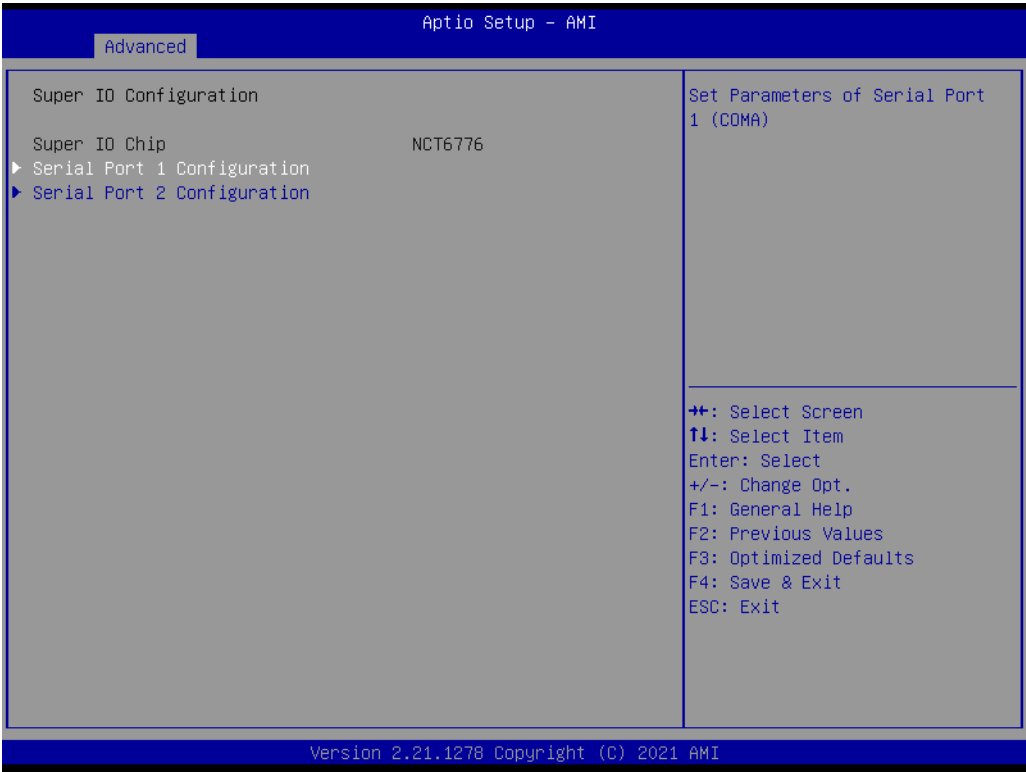 Aptio Setup – AMI
Advanced
Super IO Configuration
Super IO Chip NCT6776
Serial Port 1 Configuration
Serial Port 2 Configuration
Set Parameters of Serial Port
1 (COMA)
→←: Select Screen
↑↓: Select Item
Enter: Select
+/-: Change Opt.
F1: General Help
F2: Previous Values
F3: Optimized Defaults
F4: Save & Exit
ESC: Exit
Version 2.21.1278 Copyright (C) 2021 AMI